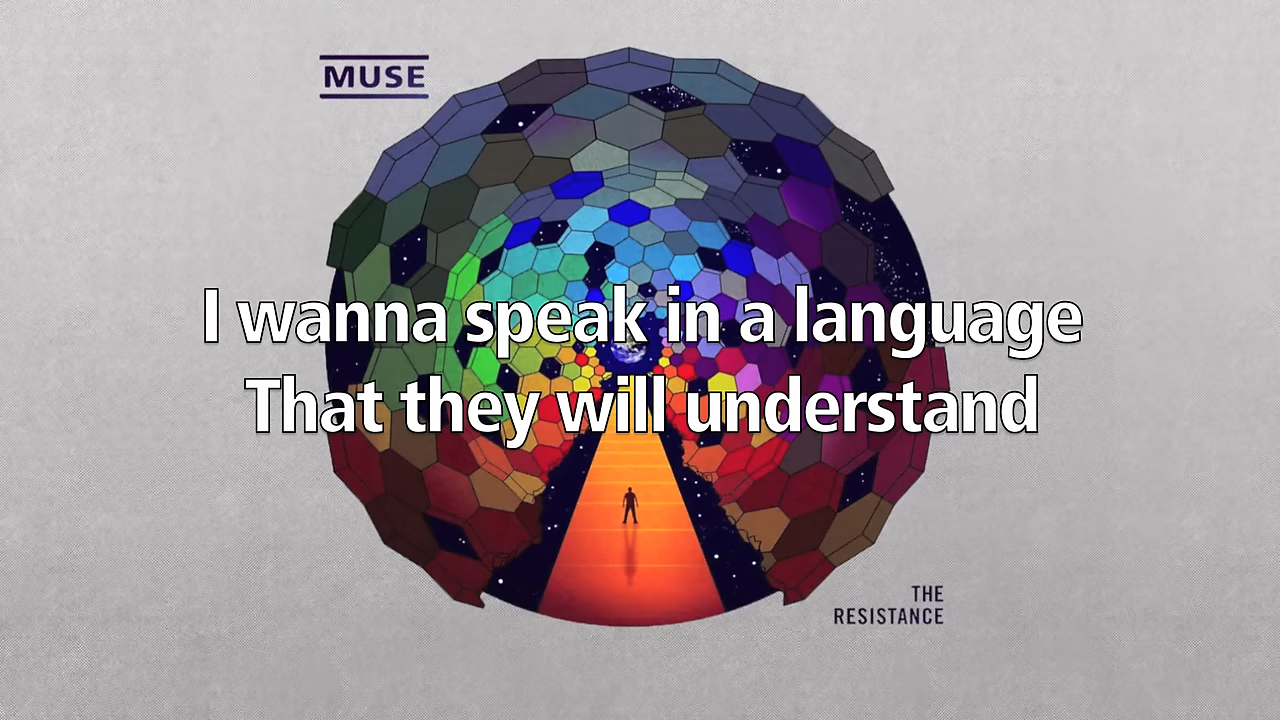 MUSE
I wanna speak in a language
That they will understand
THE
RESISTANCE